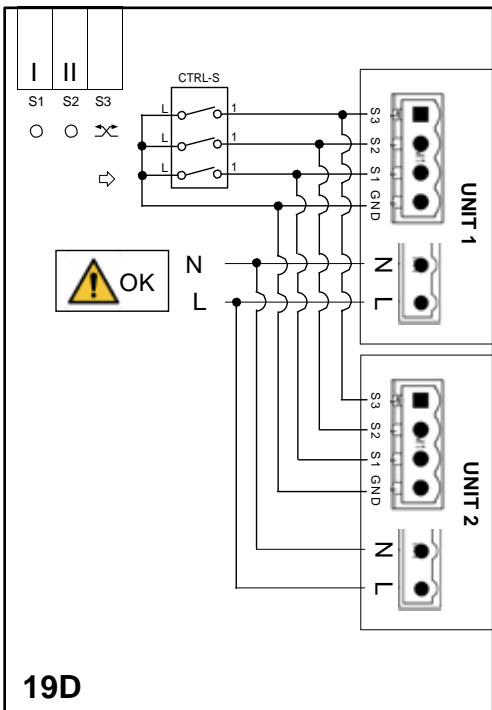 I II
S1 S2 S3
CTRL-S
L 1
L 1
L 1
S3
S2
S1
GND
UNIT 1
N
L
OK
N
L
S3
S2
S1
GND
UNIT 2
N
L
19D